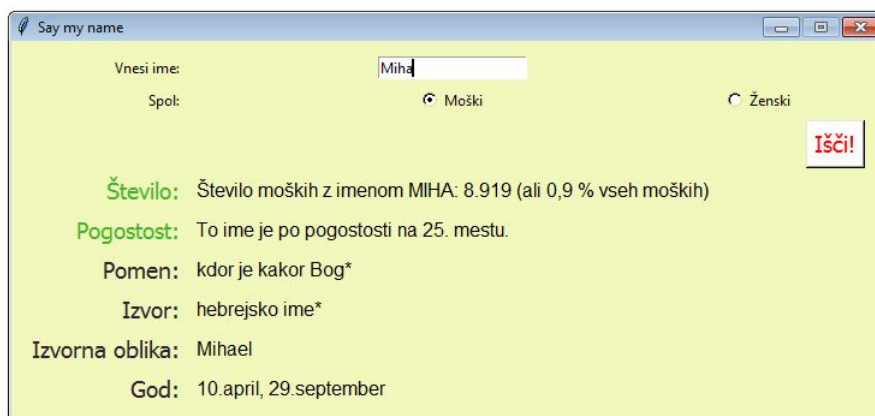 Say my name
Vnesi ime: Miha
Spol: Moški Ženski
Išči!
Število: Število moških z imenom MIHA: 8.919 (ali 0,9 % vseh moških)
Pogostost: To ime je po pogostosti na 25. mestu.
Pomen: kdor je kakor Bog*
Izvor: hebrejsko ime*
Izvorna oblika: Mihael
God: 10.april, 29.september